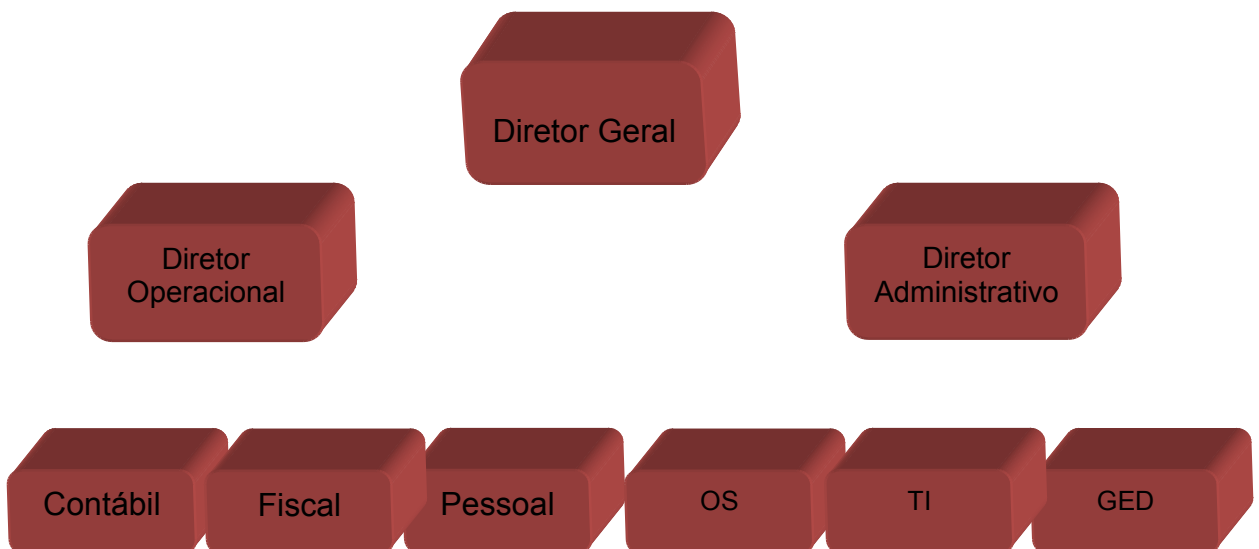 Diretor Geral
Diretor
Operacional
Diretor
Administrativo
Contábil
Fiscal
Pessoal
OS
TI
GED